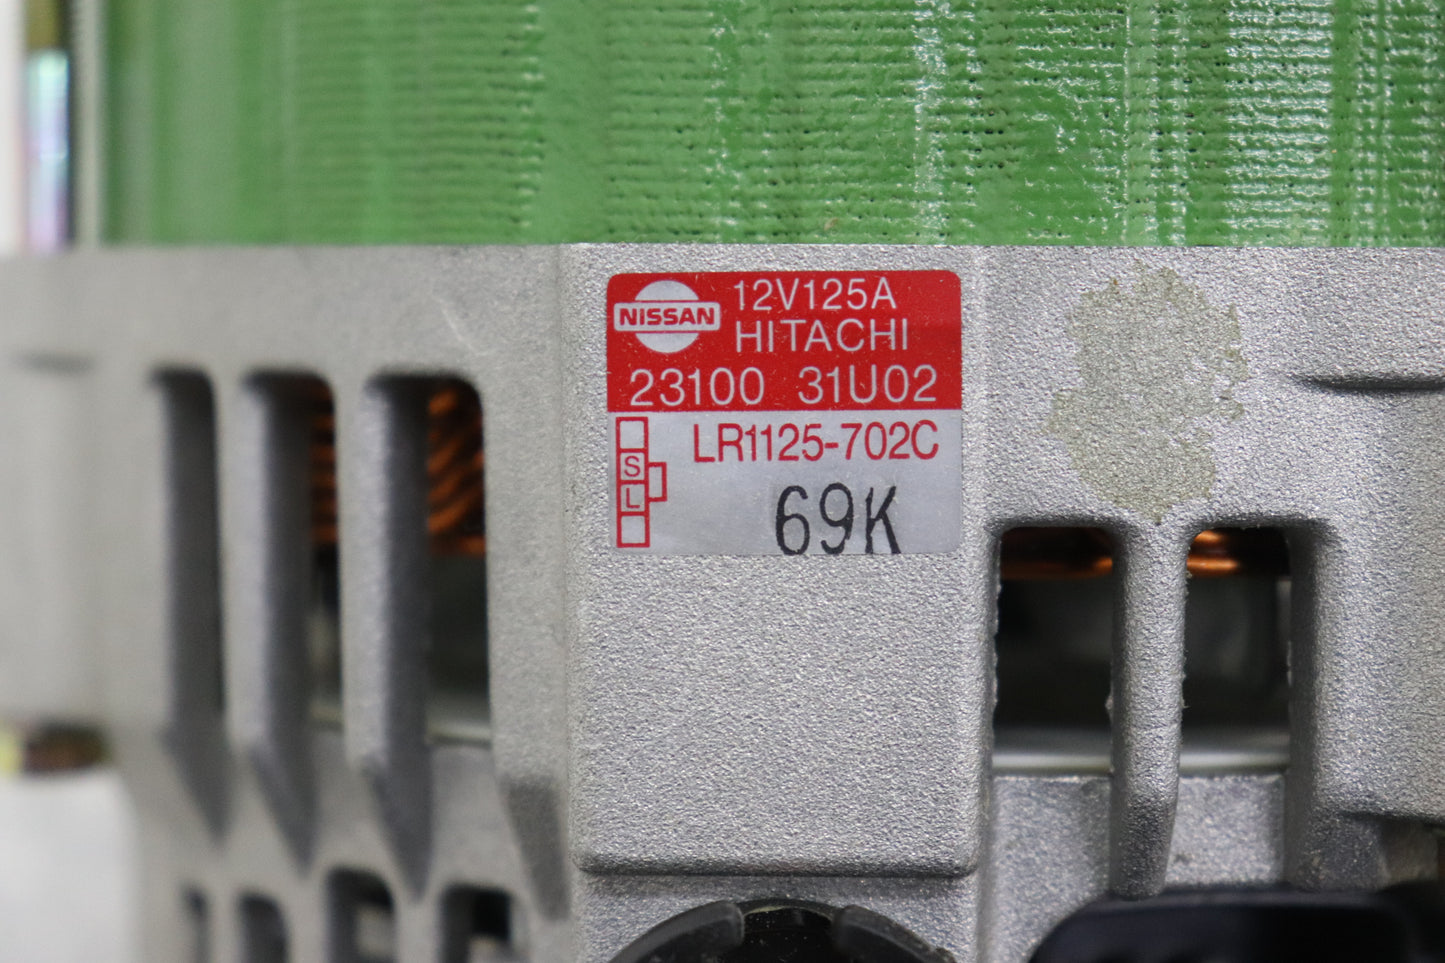 NISSAN
12V125A
HITACHI
23100 31U02
LR1125-702C
S
L
69K